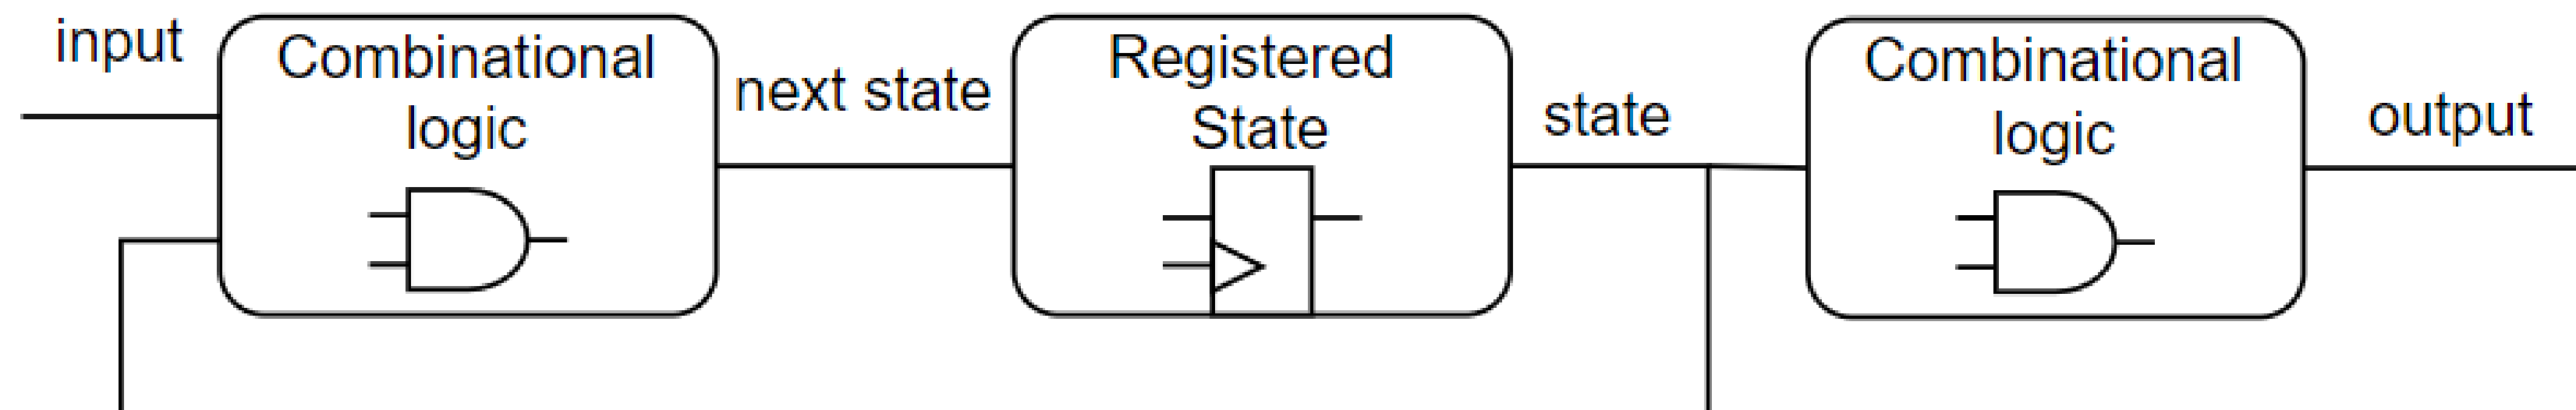 input
Combinational
logic
next state
Registered
State
state
Combinational
logic
output